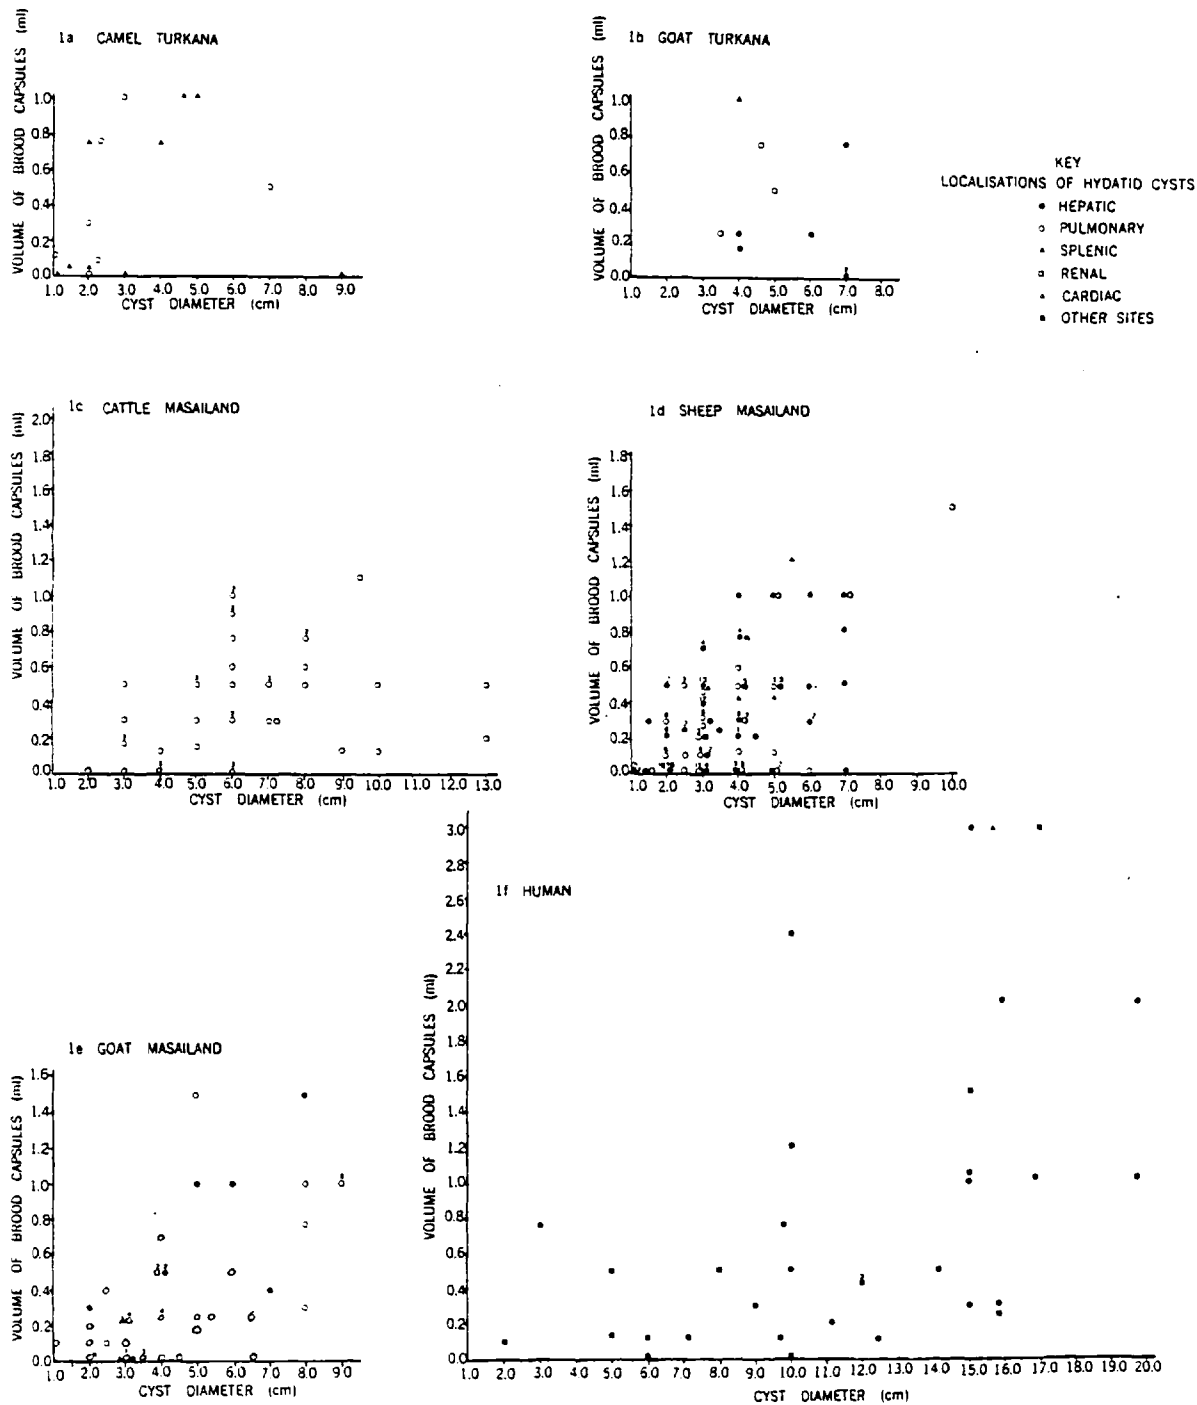 1a CAMEL TURKANA
VOLUME OF BROOD CAPSULES (ml)
1.0
0.8
0.6
0.4
0.2
0.0
1.0 2.0 3.0 4.0 5.0 6.0 7.0 8.0 9.0
CYST DIAMETER (cm)
1b GOAT TURKANA
VOLUME OF BROOD CAPSULES (ml)
1.0
0.8
0.6
0.4
0.2
0.0
1.0 2.0 3.0 4.0 5.0 6.0 7.0 8.0
CYST DIAMETER (cm)
KEY
LOCALISATIONS OF HYDATID CYSTS
HEPATIC
PULMONARY
SPLENIC
RENAL
CARDIAC
OTHER SITES
1c CATTLE MASAILAND
VOLUME OF BROOD CAPSULES (ml)
2.0
1.8
1.6
1.4
1.2
1.0
0.8
0.6
0.4
0.2
0.0
1.0 2.0 3.0 4.0 5.0 6.0 7.0 8.0 9.0 10.0 11.0 12.0 13.0
CYST DIAMETER (cm)
1d SHEEP MASAILAND
VOLUME OF BROOD CAPSULES (ml)
1.8
1.6
1.4
1.2
1.0
0.8
0.6
0.4
0.2
0.0
1.0 2.0 3.0 4.0 5.0 6.0 7.0 8.0 9.0 10.0
CYST DIAMETER (cm)
1e GOAT MASAILAND
VOLUME OF BROOD CAPSULES (ml)
1.6
1.4
1.2
1.0
0.8
0.6
0.4
0.2
0.0
1.0 2.0 3.0 4.0 5.0 6.0 7.0 8.0 9.0
CYST DIAMETER (cm)
1f HUMAN
VOLUME OF BROOD CAPSULES (ml)
3.0
2.8
2.6
2.4
2.2
2.0
1.8
1.6
1.4
1.2
1.0
0.8
0.6
0.4
0.2
0.0
1.0 2.0 3.0 4.0 5.0 6.0 7.0 8.0 9.0 10.0 11.0 12.0 13.0 14.0 15.0 16.0 17.0 18.0 19.0 20.0
CYST DIAMETER (cm)